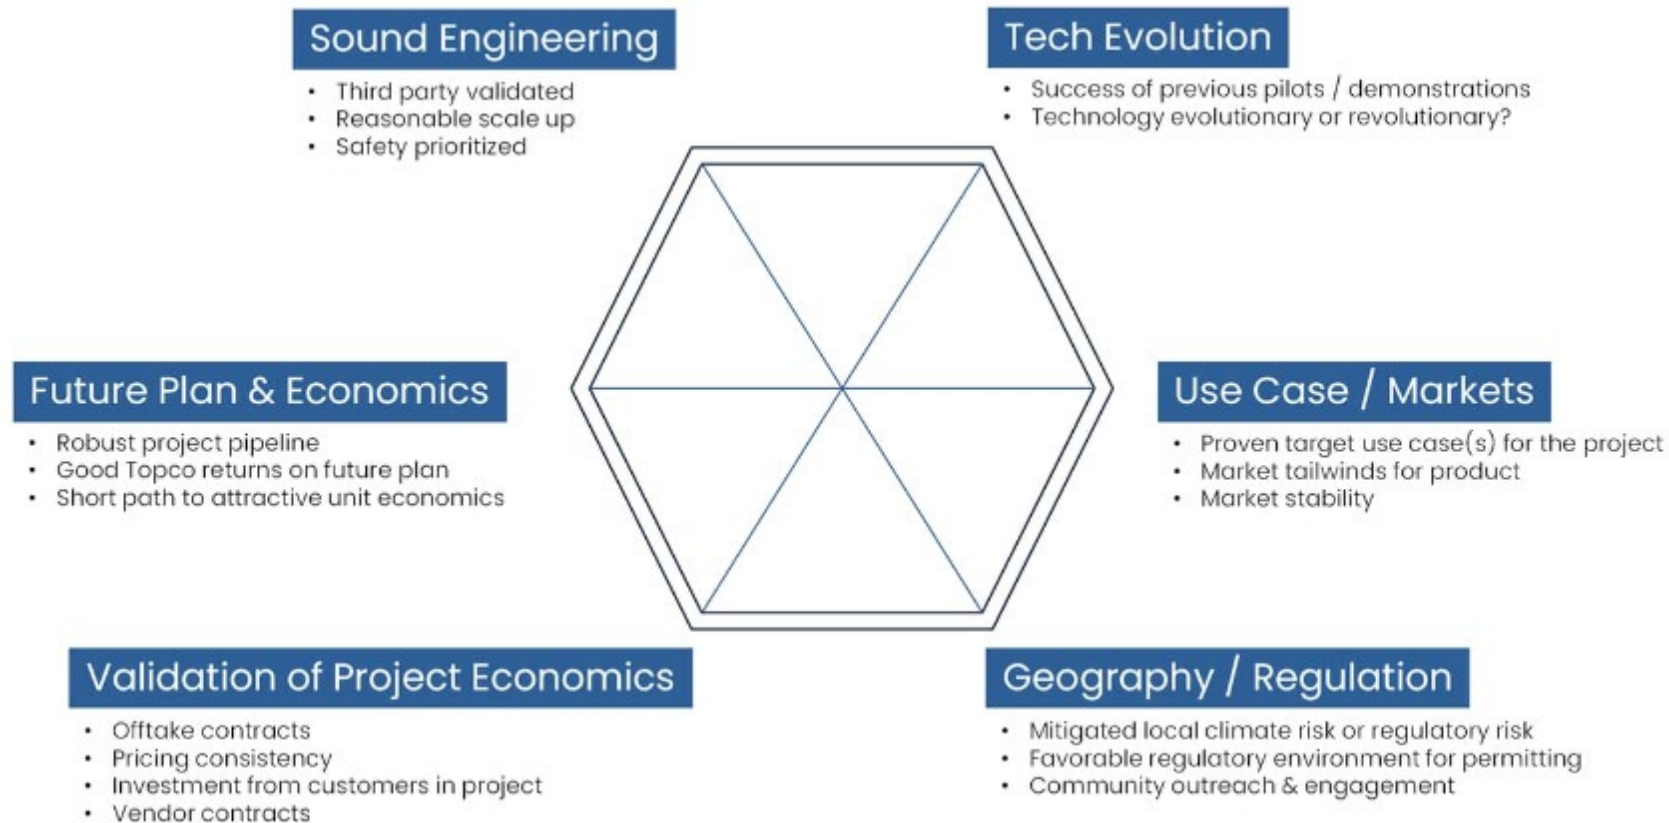 Sound Engineering
• Third party validated
• Reasonable scale up
• Safety prioritized
Tech Evolution
• Success of previous pilots / demonstrations
• Technology evolutionary or revolutionary?
Future Plan & Economics
• Robust project pipeline
• Good Topco returns on future plan
• Short path to attractive unit economics
Use Case / Markets
• Proven target use case(s) for the project
• Market tailwinds for product
• Market stability
Validation of Project Economics
• Offtake contracts
• Pricing consistency
• Investment from customers in project
• Vendor contracts
Geography / Regulation
• Mitigated local climate risk or regulatory risk
• Favorable regulatory environment for permitting
• Community outreach & engagement